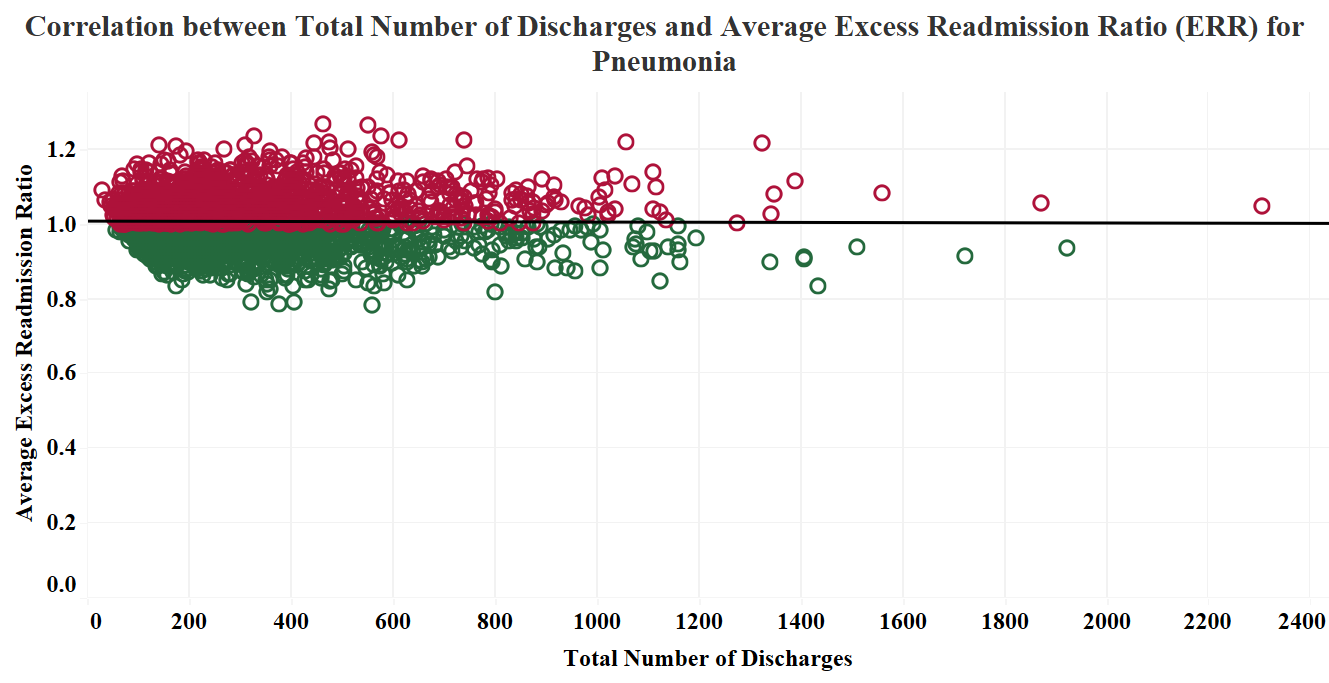 Correlation between Total Number of Discharges and Average Excess Readmission Ratio (ERR) for
Pneumonia
Average Excess Readmission Ratio
1.2
1.0
0.8
0.6
0.4
0.2
0.0
0 200 400 600 800 1000 1200 1400 1600 1800 2000 2200 2400
Total Number of Discharges